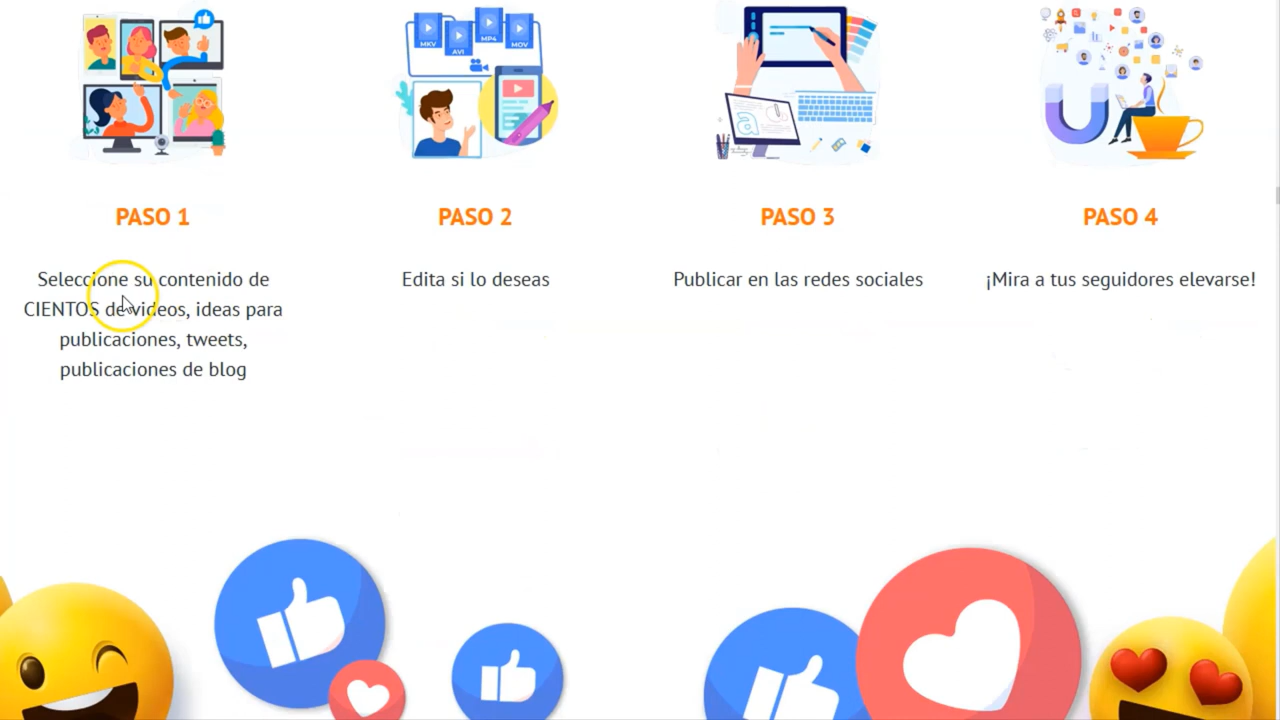 MKV
AVI
MP4
MOV
a
PASO 1
PASO 2
PASO 3
PASO 4
Seleccione su contenido de
CIENTOS de videos, ideas para
publicaciones, tweets,
publicaciones de blog
Edita si lo deseas
Publicar en las redes sociales
¡Mira a tus seguidores elevarse!